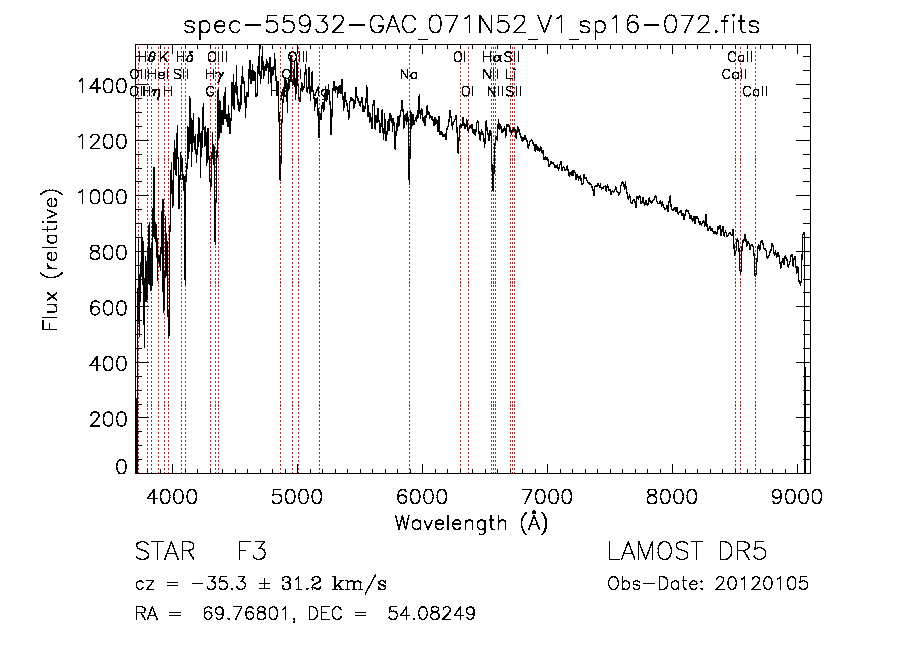 spec-55932-GAC_071N52_V1_sp16-072.fits
Hθ K Hδ OIII OIII OI Hα SII CaII
OII HeI SII Hγ NII Li CaII
Hη H Na OI NII SII CaII
Flux (relative)
1400
1200
1000
800
600
400
200
0
4000 5000 6000 7000 8000 9000
Wavelength (Å)
STAR F3 LAMOST DR5
cz = -35.3 ± 31.2 km/s Obs-Date: 20120105
RA = 69.76801, DEC = 54.08249